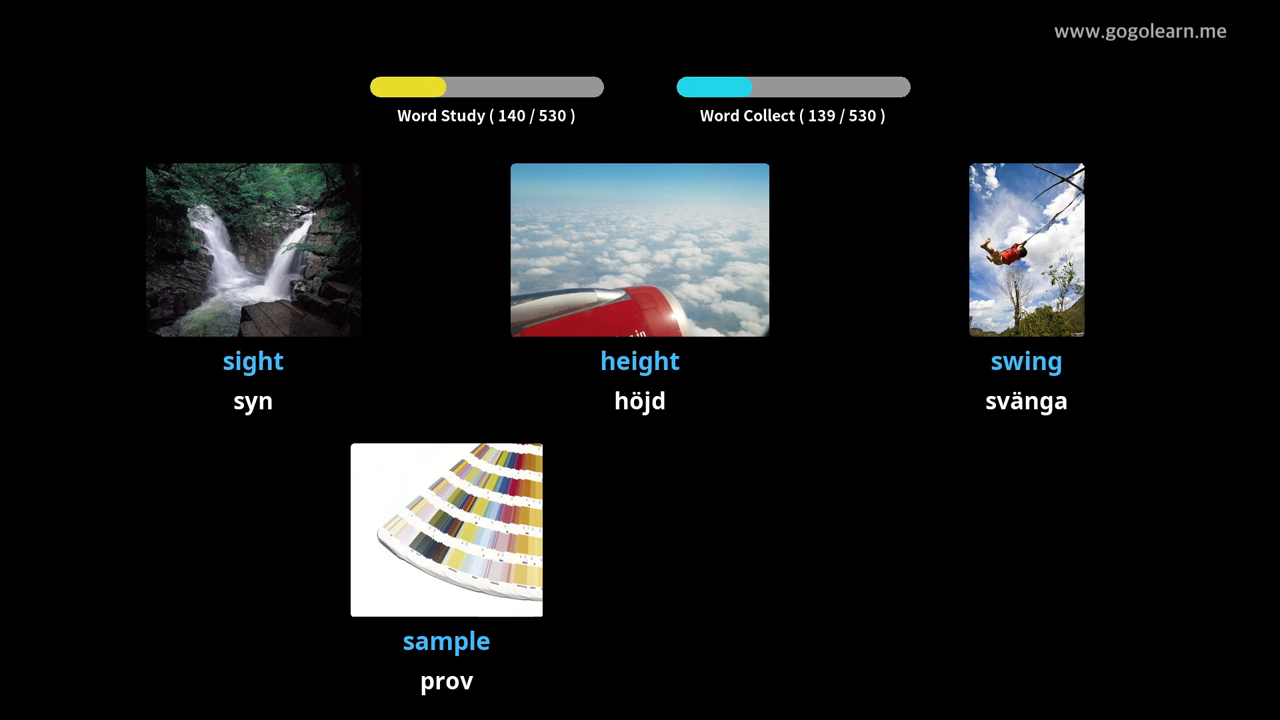 www.gogolearn.me
Word Study ( 140 / 530 )
Word Collect ( 139 / 530 )
sight
syn
height
höjd
swing
svänga
sample
prov